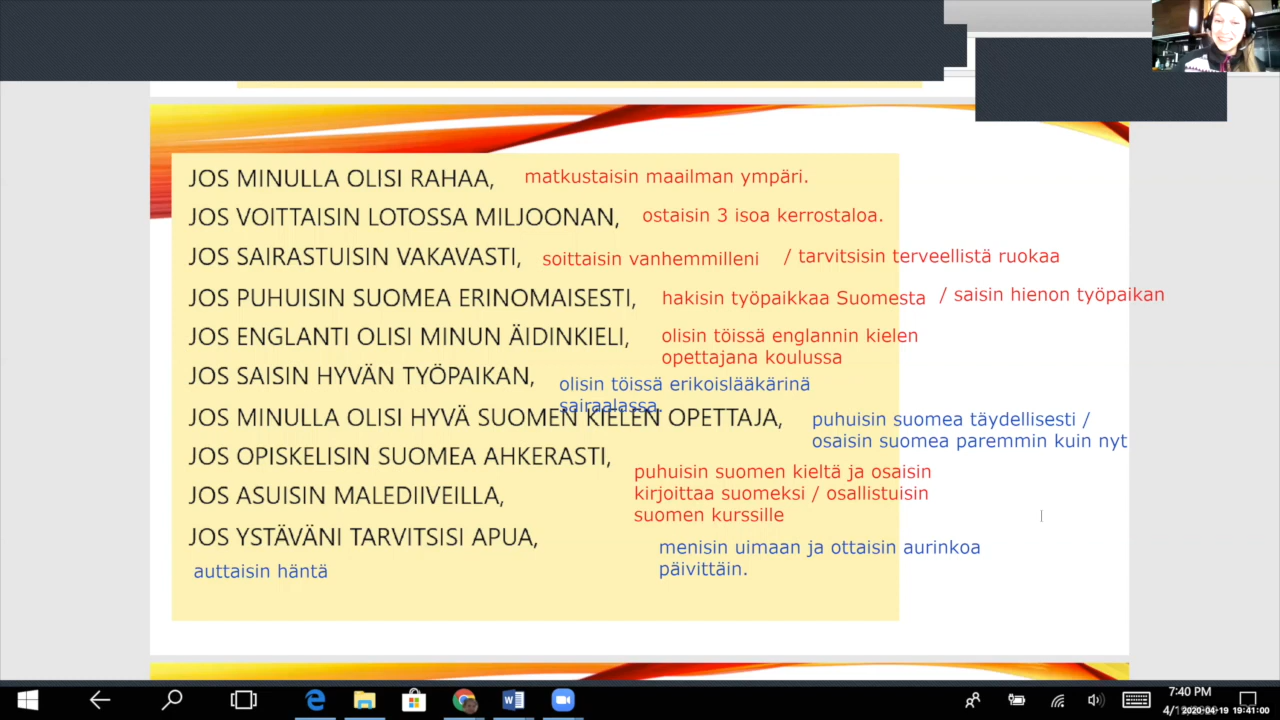 JOS MINULLA OLISI RAHAA, matkustaisin maailman ympäri.
JOS VOITTAISIN LOTOSSA MILJOONAN, ostaisin 3 isoa kerrostaloa.
JOS SAIRASTUISIN VAKAVASTI, soittaisin vanhemmilleni / tarvitsisin terveellistä ruokaa
JOS PUHUISIN SUOMEA ERINOMAISESTI, hakisin työpaikkaa Suomesta / saisin hienon työpaikan
JOS ENGLANTI OLISI MINUN ÄIDINKIELI, olisin töissä englannin kielen
opettajana koulussa
JOS SAISIN HYVÄN TYÖPAIKAN, olisin töissä erikoislääkärinä
sairaalassa.
JOS MINULLA OLISI HYVÄ SUOMEN KIELEN OPETTAJA, puhuisin suomea täydellisesti /
osaisin suomea paremmin kuin nyt
JOS OPISKELISIN SUOMEA AHKERASTI, puhuisin suomen kieltä ja osaisin
kirjoittaa suomeksi / osallistuisin
suomen kurssille
JOS ASUISIN MALEDIIVEILLA,
JOS YSTÄVÄNI TARVITSISI APUA,
menisin uimaan ja ottaisin aurinkoa
päivittäin.
auttaisin häntä
7:40 PM
4/1
2020-04-19 19:41:00